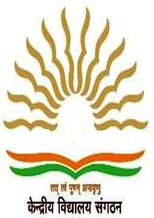 तत् त्वं पूषन् अपावृणु
केन्द्रीय विद्यालय संगठन